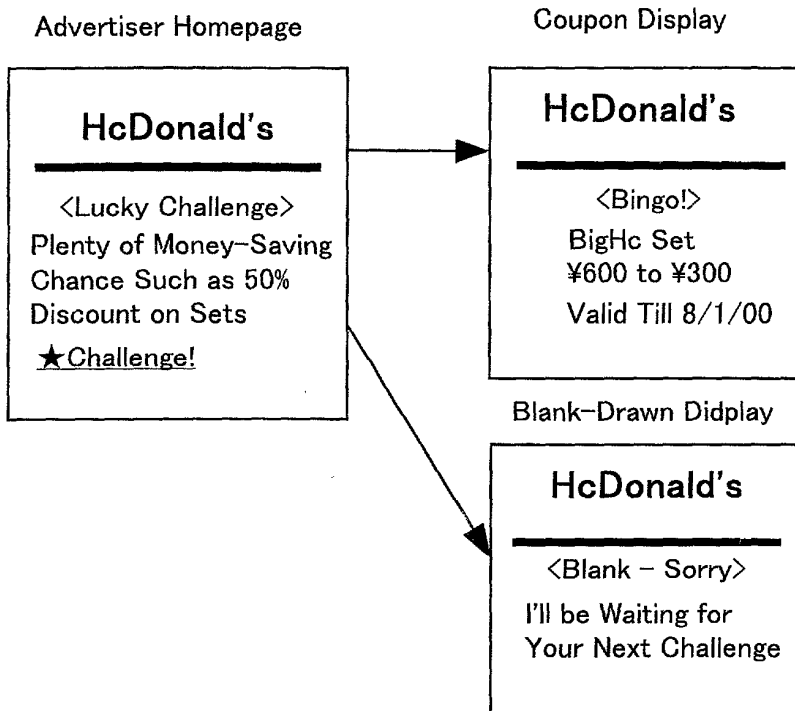 Advertiser Homepage
HcDonald's
<Lucky Challenge>
Plenty of Money-Saving
Chance Such as 50%
Discount on Sets
★Challenge!
Coupon Display
HcDonald's
<Bingo!>
BigHc Set
¥600 to ¥300
Valid Till 8/1/00
Blank-Drawn Didplay
HcDonald's
<Blank - Sorry>
I'll be Waiting for
Your Next Challenge